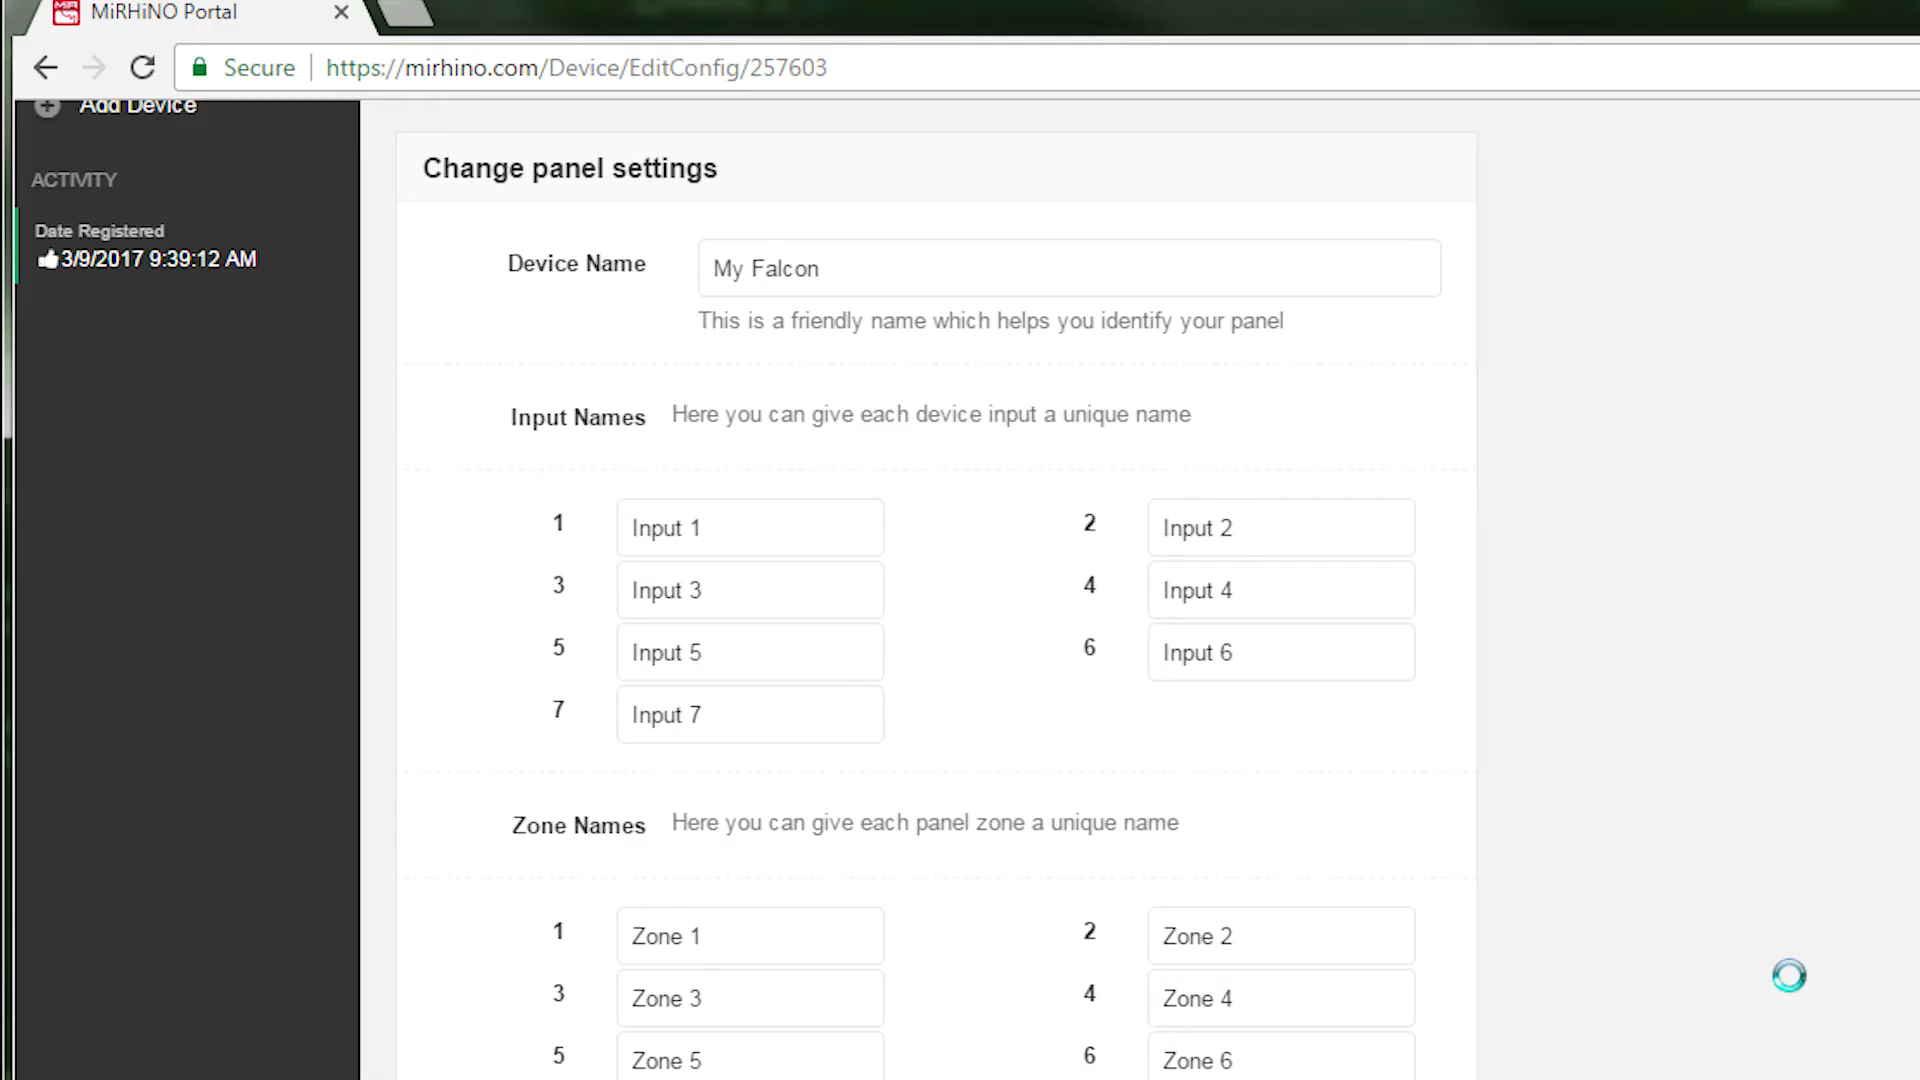 MiRHiNO Portal
Secure https://mirhino.com/Device/EditConfig/257603
Add Device
ACTIVITY
Date Registered
3/9/2017 9:39:12 AM
Change panel settings
Device Name My Falcon
This is a friendly name which helps you identify your panel
Input Names Here you can give each device input a unique name
1 Input 1 2 Input 2
3 Input 3 4 Input 4
5 Input 5 6 Input 6
7 Input 7
Zone Names Here you can give each panel zone a unique name
1 Zone 1 2 Zone 2
3 Zone 3 4 Zone 4
5 Zone 5 6 Zone 6